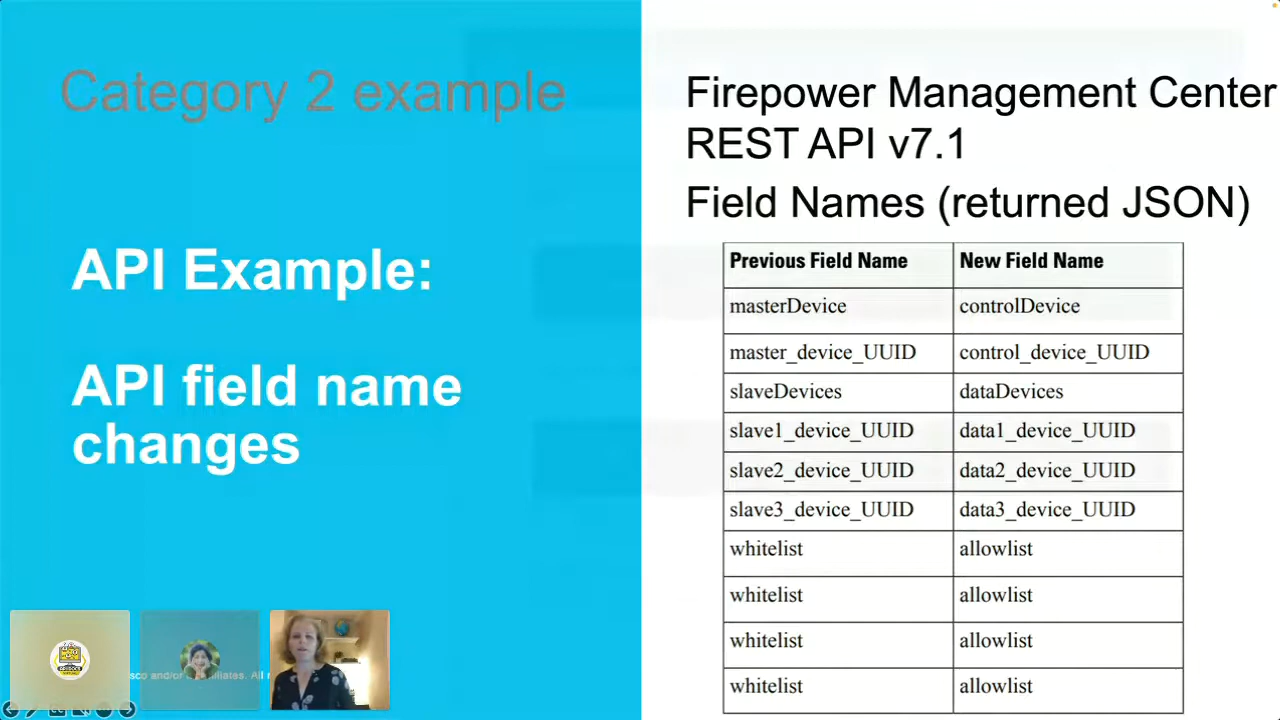 Category 2 example
API Example:
API field name
changes
Firepower Management Center
REST API v7.1
Field Names (returned JSON)
Previous Field Name New Field Name
masterDevice controlDevice
master_device_UUID control_device_UUID
slaveDevices dataDevices
slave1_device_UUID data1_device_UUID
slave2_device_UUID data2_device_UUID
slave3_device_UUID data3_device_UUID
whitelist allowlist
whitelist allowlist
whitelist allowlist
whitelist allowlist
and/or